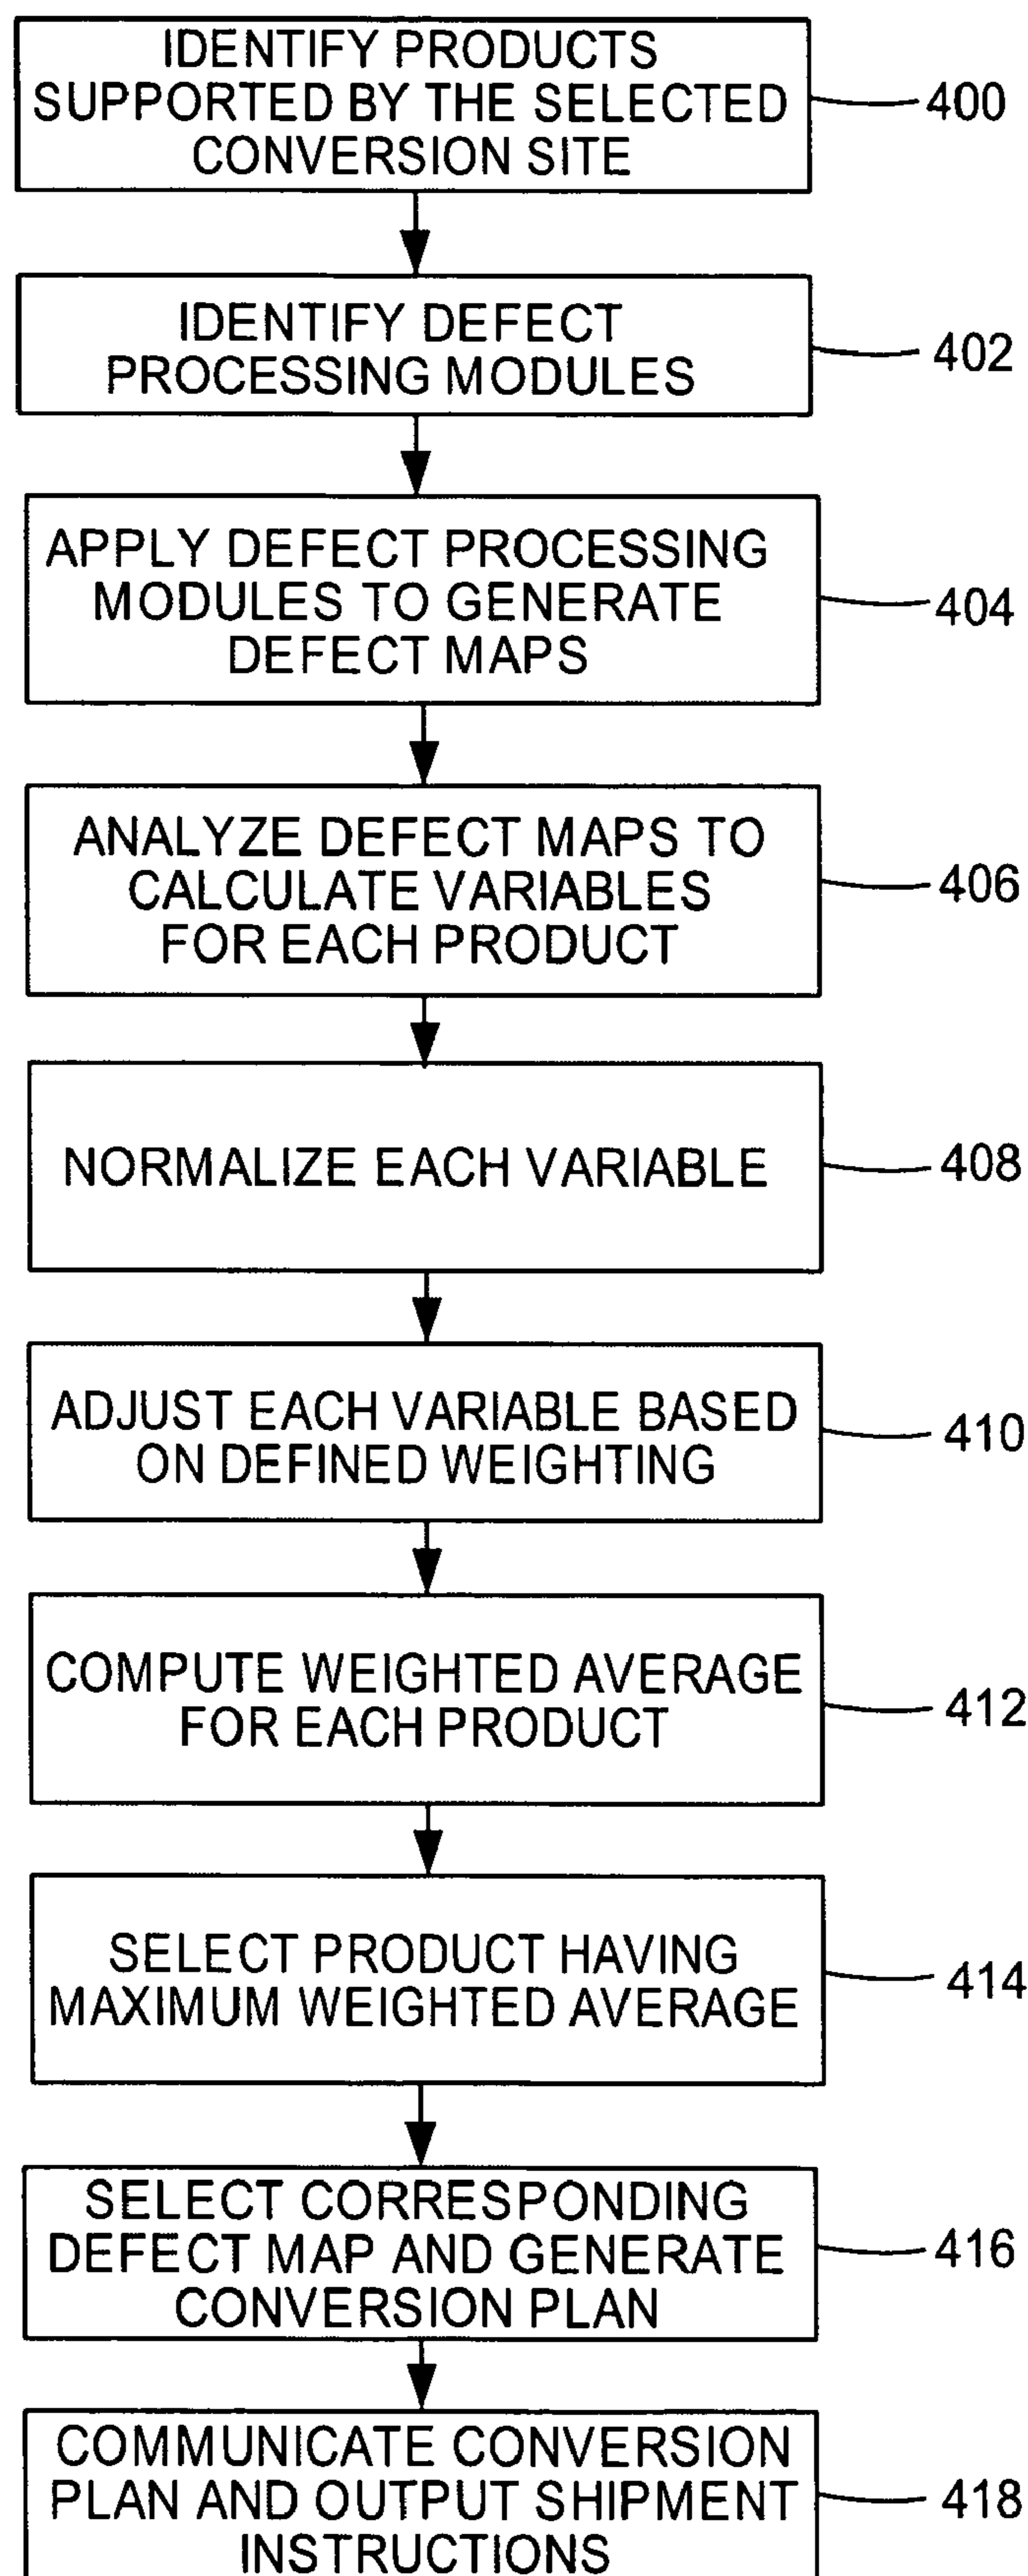 IDENTIFY PRODUCTS
SUPPORTED BY THE SELECTED
CONVERSION SITE
400
IDENTIFY DEFECT
PROCESSING MODULES
402
APPLY DEFECT PROCESSING
MODULES TO GENERATE
DEFECT MAPS
404
ANALYZE DEFECT MAPS TO
CALCULATE VARIABLES
FOR EACH PRODUCT
406
NORMALIZE EACH VARIABLE
408
ADJUST EACH VARIABLE BASED
ON DEFINED WEIGHTING
410
COMPUTE WEIGHTED AVERAGE
FOR EACH PRODUCT
412
SELECT PRODUCT HAVING
MAXIMUM WEIGHTED AVERAGE
414
SELECT CORRESPONDING
DEFECT MAP AND GENERATE
CONVERSION PLAN
416
COMMUNICATE CONVERSION
PLAN AND OUTPUT SHIPMENT
INSTRUCTIONS
418